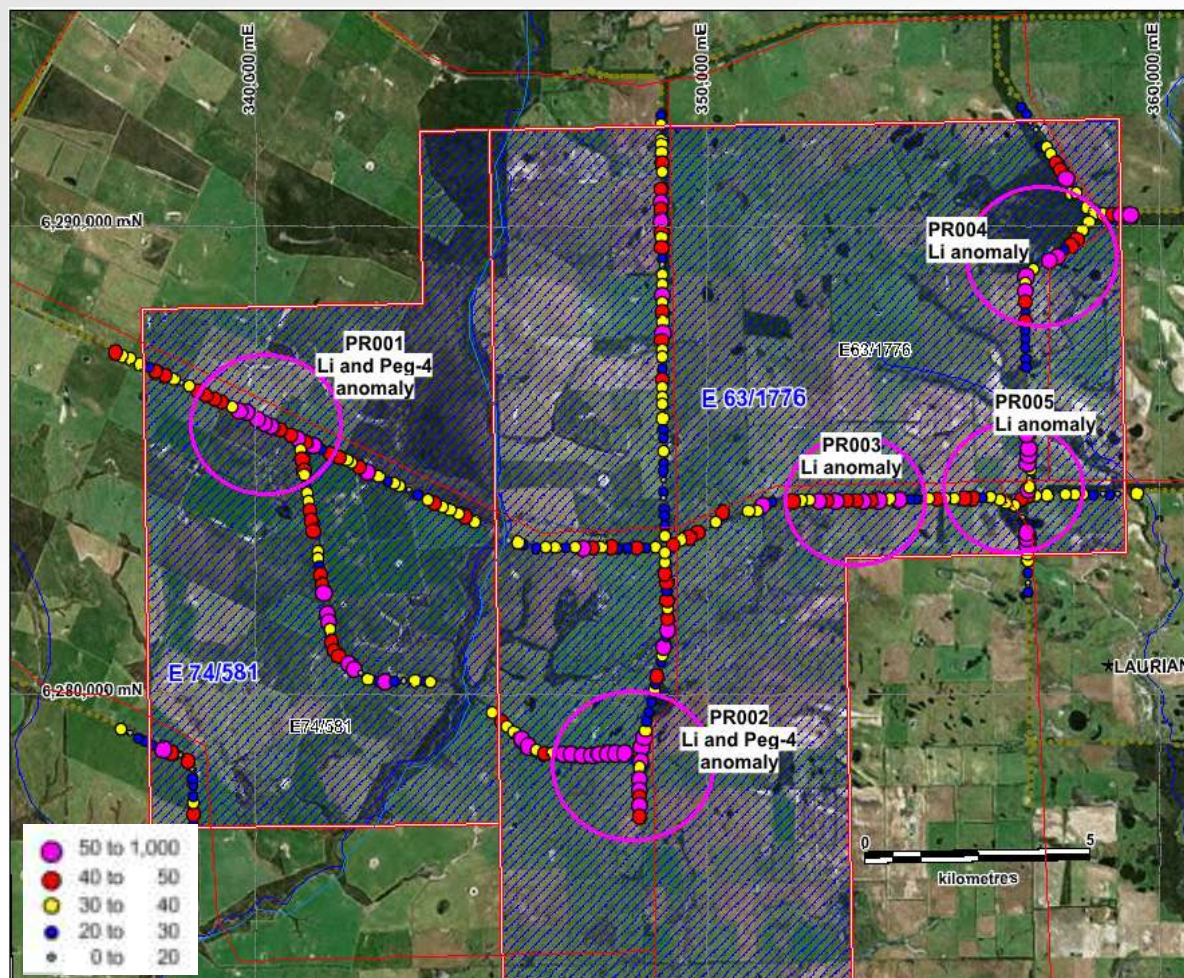 340,000 mE
350,000 mE
360,000 mE
6,290,000 mN
PR004
Li anomaly
PR001
Li and Peg-4
anomaly
E63/1776
E 63/1776
PR005
Li anomaly
PR003
Li anomaly
E 74/581
6,280,000 mN
LAURIAN
E74/581
PR002
Li and Peg-4
anomaly
50 to 1,000
40 to 50
30 to 40
20 to 30
0 to 20
0 5
kilometres